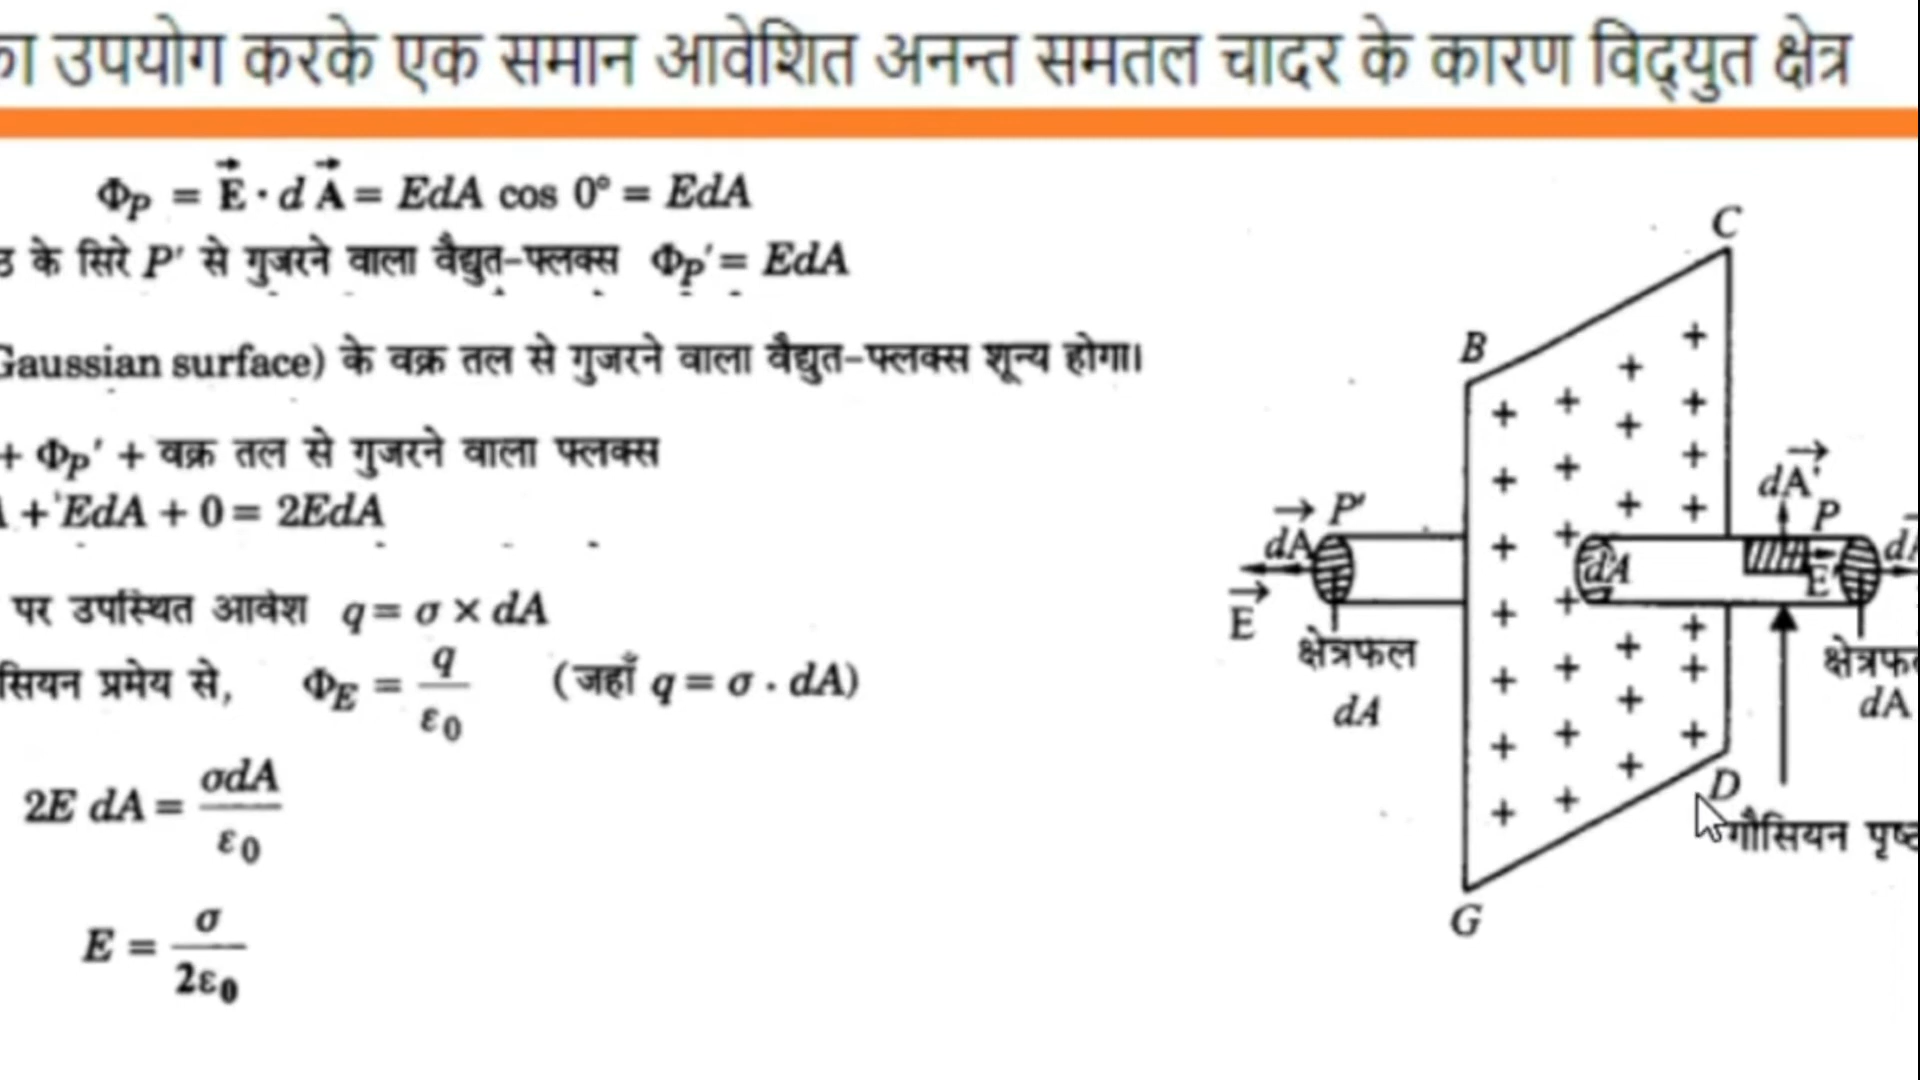 का उपयोग करके एक समान आवेशित अनन्त समतल चादर के कारण विद्युत क्षेत्र
Φ_P = E⃗ · d A⃗ = EdA cos 0° = EdA
के सिरे P′ से गुजरने वाला वैद्युत-फ्लक्स Φ_P′ = EdA
Gaussian surface) के वक्र तल से गुजरने वाला वैद्युत-फ्लक्स शून्य होगा।
+ Φ_P′ + वक्र तल से गुजरने वाला फ्लक्स
+ EdA + 0 = 2EdA
पर उपस्थित आवेश q = σ × dA
सियन प्रमेय से, Φ_E = q/ε₀ (जहाँ q = σ . dA)
2E dA = σdA/ε₀
E = σ/2ε₀
C
B
dA⃗′
P
dA⃗ P′
dA
E
E⃗
क्षेत्रफल
dA
dA
D
गौसियन पृष्ठ
G